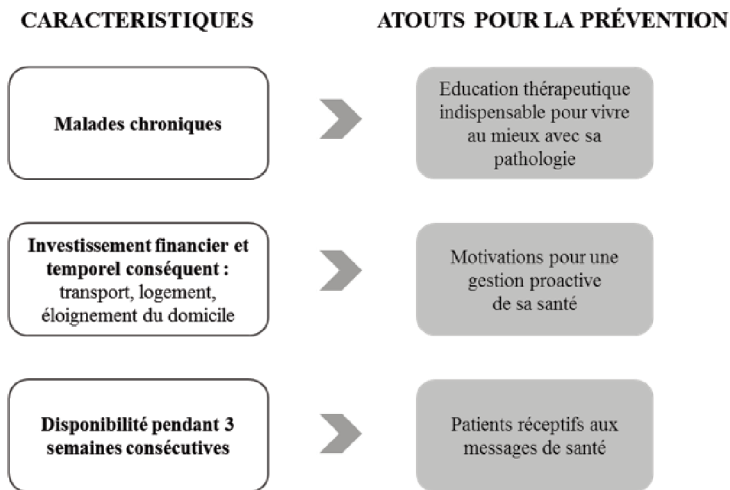 CARACTERISTIQUES
ATOUTS POUR LA PRÉVENTION
Malades chroniques
Education thérapeutique
indispensable pour vivre
au mieux avec sa
pathologie
Investissement financier et
temporel conséquent :
transport, logement,
éloignement du domicile
Motivations pour une
gestion proactive
de sa santé
Disponibilité pendant 3
semaines consécutives
Patients réceptifs aux
messages de santé